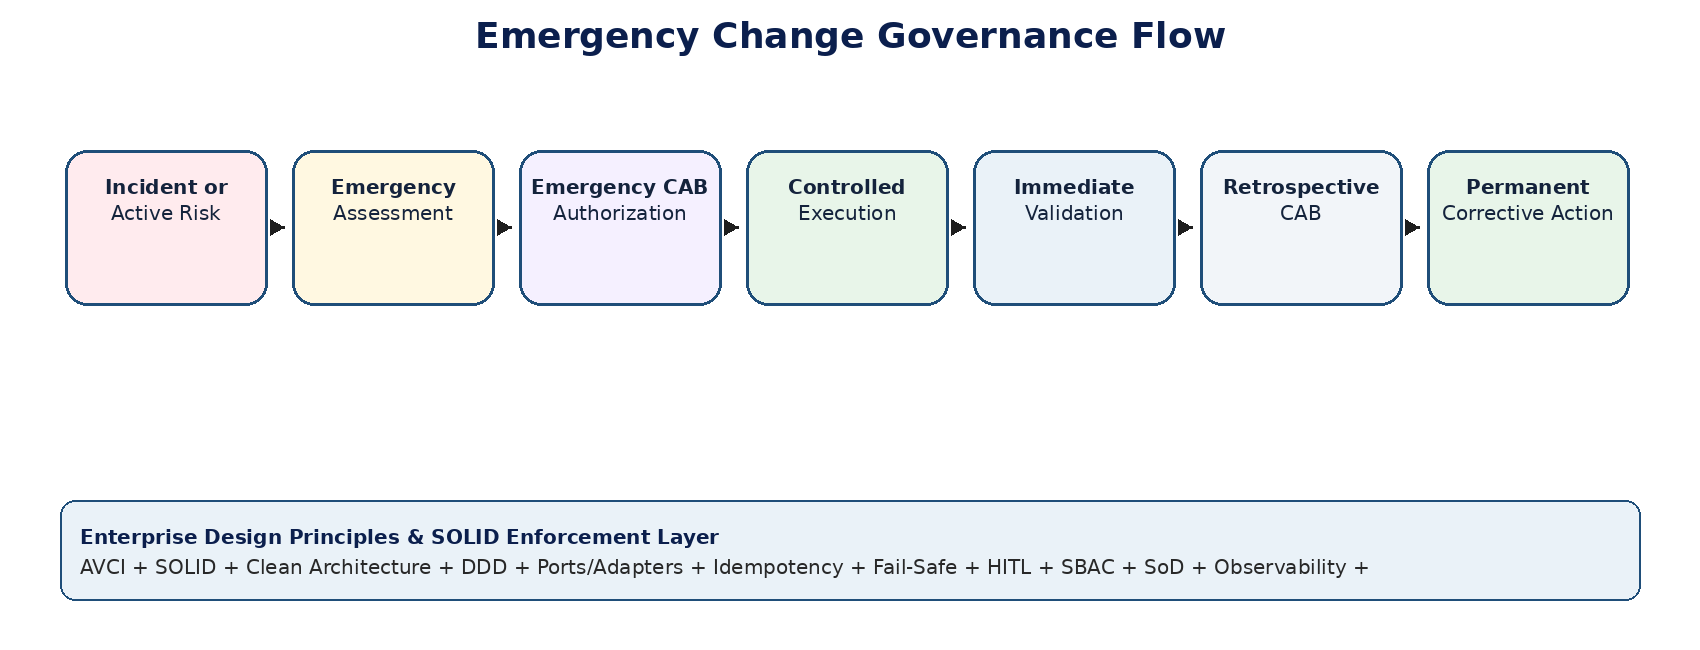 Emergency Change Governance Flow
Incident or
Active Risk
Emergency
Assessment
Emergency CAB
Authorization
Controlled
Execution
Immediate
Validation
Retrospective
CAB
Permanent
Corrective Action
Enterprise Design Principles & SOLID Enforcement Layer
AVCI + SOLID + Clean Architecture + DDD + Ports/Adapters + Idempotency + Fail-Safe + HITL + SBAC + SoD + Observability +